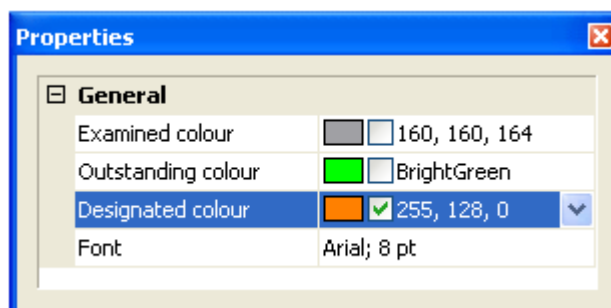 Properties
General
Examined colour 160, 160, 164
Outstanding colour BrightGreen
Designated colour 255, 128, 0
Font Arial; 8 pt